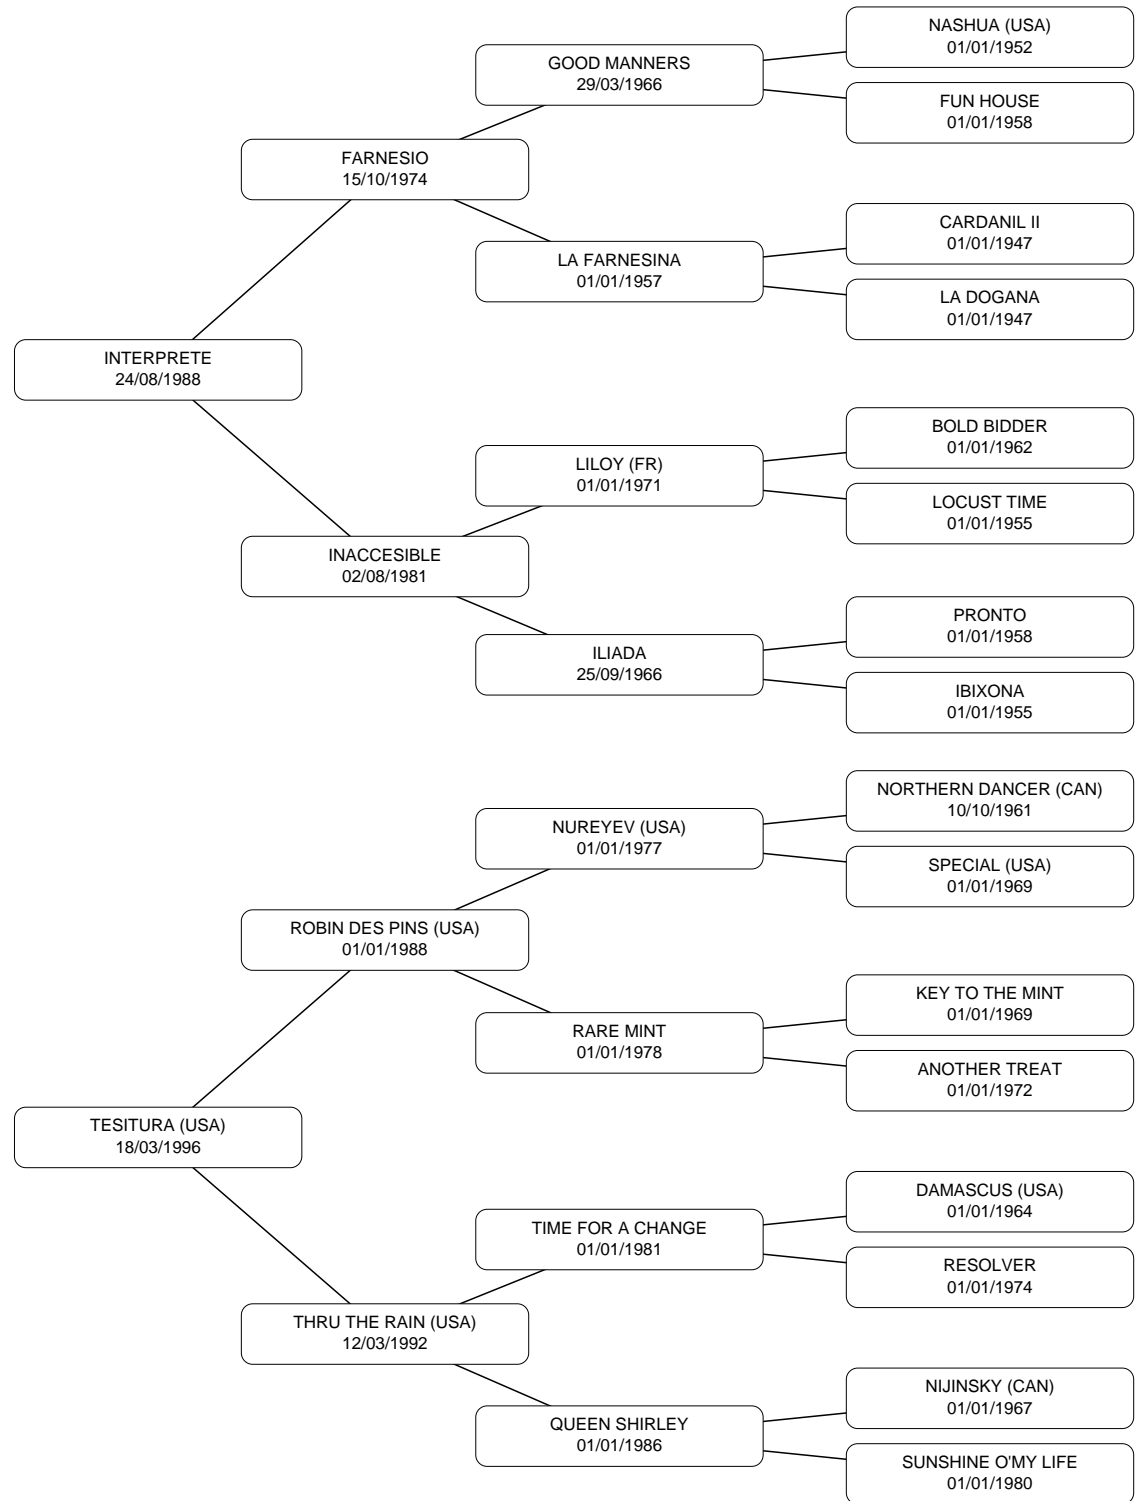 NASHUA (USA)
01/01/1952
GOOD MANNERS
29/03/1966
FUN HOUSE
01/01/1958
FARNESIO
15/10/1974
CARDANIL II
01/01/1947
LA FARNESINA
01/01/1957
LA DOGANA
01/01/1947
INTERPRETE
24/08/1988
BOLD BIDDER
01/01/1962
LILOY (FR)
01/01/1971
LOCUST TIME
01/01/1955
INACCESIBLE
02/08/1981
PRONTO
01/01/1958
ILIADA
25/09/1966
IBIXONA
01/01/1955
NORTHERN DANCER (CAN)
10/10/1961
NUREYEV (USA)
01/01/1977
SPECIAL (USA)
01/01/1969
ROBIN DES PINS (USA)
01/01/1988
KEY TO THE MINT
01/01/1969
RARE MINT
01/01/1978
ANOTHER TREAT
01/01/1972
TESITURA (USA)
18/03/1996
DAMASCUS (USA)
01/01/1964
TIME FOR A CHANGE
01/01/1981
RESOLVER
01/01/1974
THRU THE RAIN (USA)
12/03/1992
NIJINSKY (CAN)
01/01/1967
QUEEN SHIRLEY
01/01/1986
SUNSHINE O'MY LIFE
01/01/1980